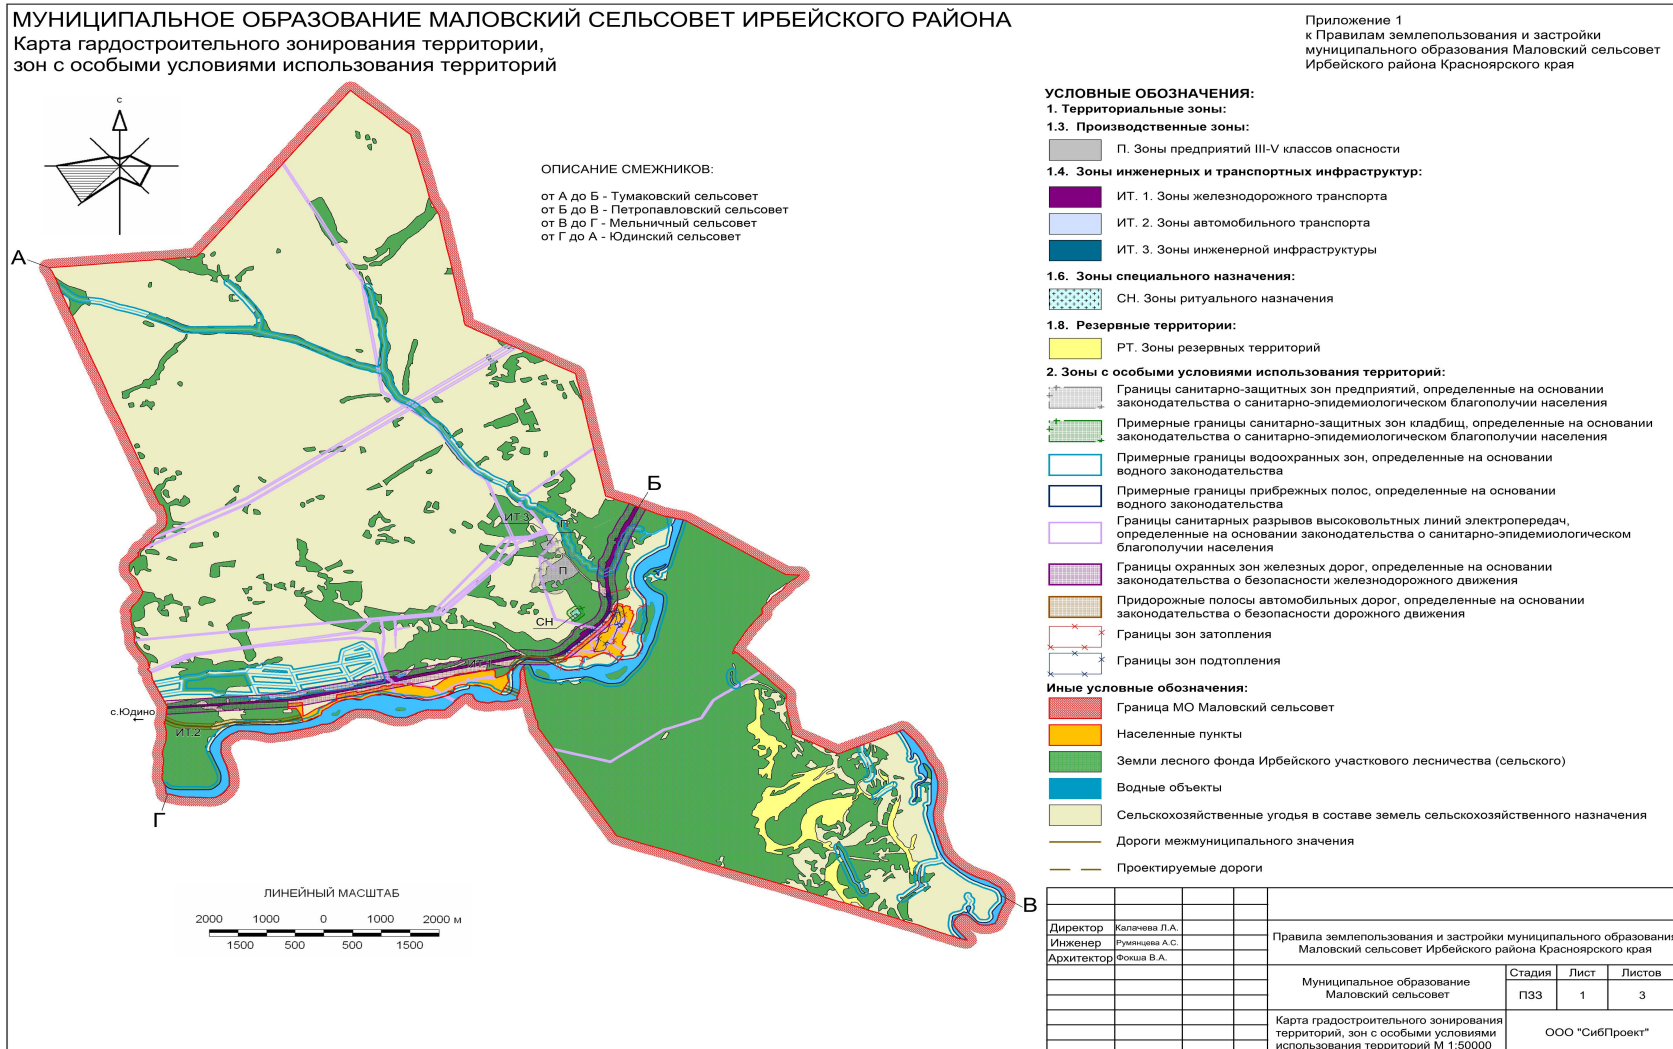 МУНИЦИПАЛЬНОЕ ОБРАЗОВАНИЕ МАЛОВСКИЙ СЕЛЬСОВЕТ ИРБЕЙСКОГО РАЙОНА
Карта гардостроительного зонирования территории,
зон с особыми условиями использования территорий
Приложение 1
к Правилам землепользования и застройки
муниципального образования Маловский сельсовет
Ирбейского района Красноярского края
с
ОПИСАНИЕ СМЕЖНИКОВ:
от А до Б - Тумаковский сельсовет
от Б до В - Петропавловский сельсовет
от В до Г - Мельничный сельсовет
от Г до А - Юдинский сельсовет
А
Б
ИТ.3
П
П
СН
ИТ.1
с.Юдино
ИТ.2
Г
В
ЛИНЕЙНЫЙ МАСШТАБ
2000 1000 0 1000 2000 м
1500 500 500 1500
УСЛОВНЫЕ ОБОЗНАЧЕНИЯ:
1. Территориальные зоны:
1.3. Производственные зоны:
П. Зоны предприятий III-V классов опасности
1.4. Зоны инженерных и транспортных инфраструктур:
ИТ. 1. Зоны железнодорожного транспорта
ИТ. 2. Зоны автомобильного транспорта
ИТ. 3. Зоны инженерной инфраструктуры
1.6. Зоны специального назначения:
СН. Зоны ритуального назначения
1.8. Резервные территории:
РТ. Зоны резервных территорий
2. Зоны с особыми условиями использования территорий:
Границы санитарно-защитных зон предприятий, определенные на основании
законодательства о санитарно-эпидемиологическом благополучии населения
Примерные границы санитарно-защитных зон кладбищ, определенные на основании
законодательства о санитарно-эпидемиологическом благополучии населения
Примерные границы водоохранных зон, определенные на основании
водного законодательства
Примерные границы прибрежных полос, определенные на основании
водного законодательства
Границы санитарных разрывов высоковольтных линий электропередач,
определенные на основании законодательства о санитарно-эпидемиологическом
благополучии населения
Границы охранных зон железных дорог, определенные на основании
законодательства о безопасности железнодорожного движения
Придорожные полосы автомобильных дорог, определенные на основании
законодательства о безопасности дорожного движения
Границы зон затопления
Границы зон подтопления
Иные условные обозначения:
Граница МО Маловский сельсовет
Населенные пункты
Земли лесного фонда Ирбейского участкового лесничества (сельского)
Водные объекты
Сельскохозяйственные угодья в составе земель сельскохозяйственного назначения
Дороги межмуниципального значения
Проектируемые дороги
Директор Калачева Л.А.
Инженер Румянцева А.С.
Архитектор Фокша В.А.
Правила землепользования и застройки муниципального образования
Маловский сельсовет Ирбейского района Красноярского края
Муниципальное образование
Маловский сельсовет
Стадия Лист Листов
ПЗЗ 1 3
Карта градостроительного зонирования
территорий, зон с особыми условиями
использования территорий М 1:50000
ООО "СибПроект"